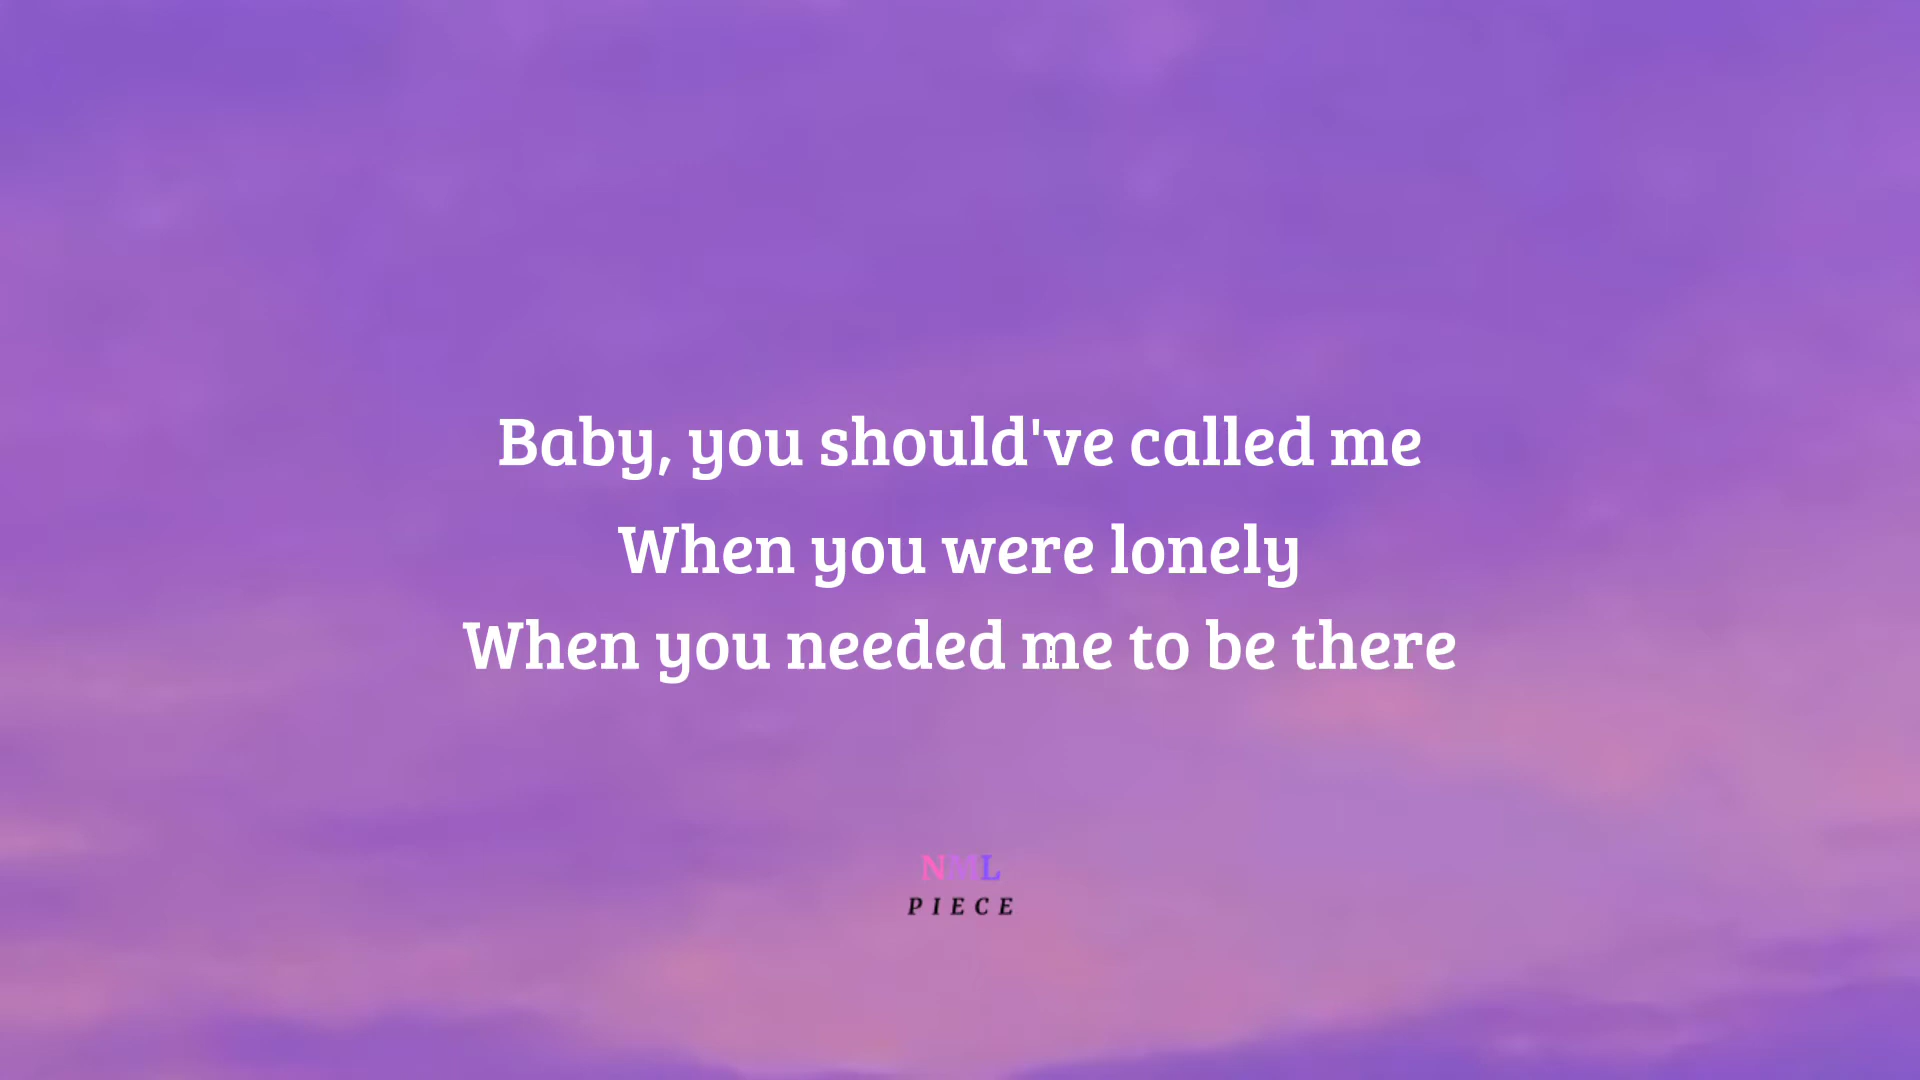 Baby, you should've called me
When you were lonely
When you needed me to be there
NML
PIECE